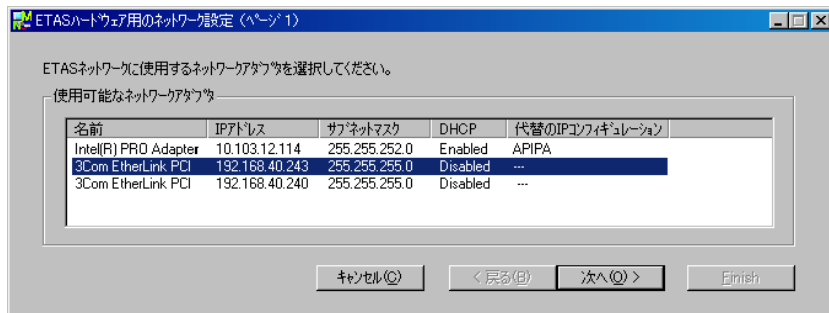 ETASハードウェア用のネットワーク設定 (ページ 1)
ETASネットワークに使用するネットワークアダプタを選択してください。
使用可能なネットワークアダプタ
名前 IPアドレス サブネットマスク DHCP 代替のIPコンフィギュレーション
Intel(R) PRO Adapter 10.103.12.114 255.255.252.0 Enabled APIPA
3Com EtherLink PCI 192.168.40.243 255.255.255.0 Disabled ---
3Com EtherLink PCI 192.168.40.240 255.255.255.0 Disabled ---
キャンセル(C) < 戻る(B) 次へ(O) > Finish